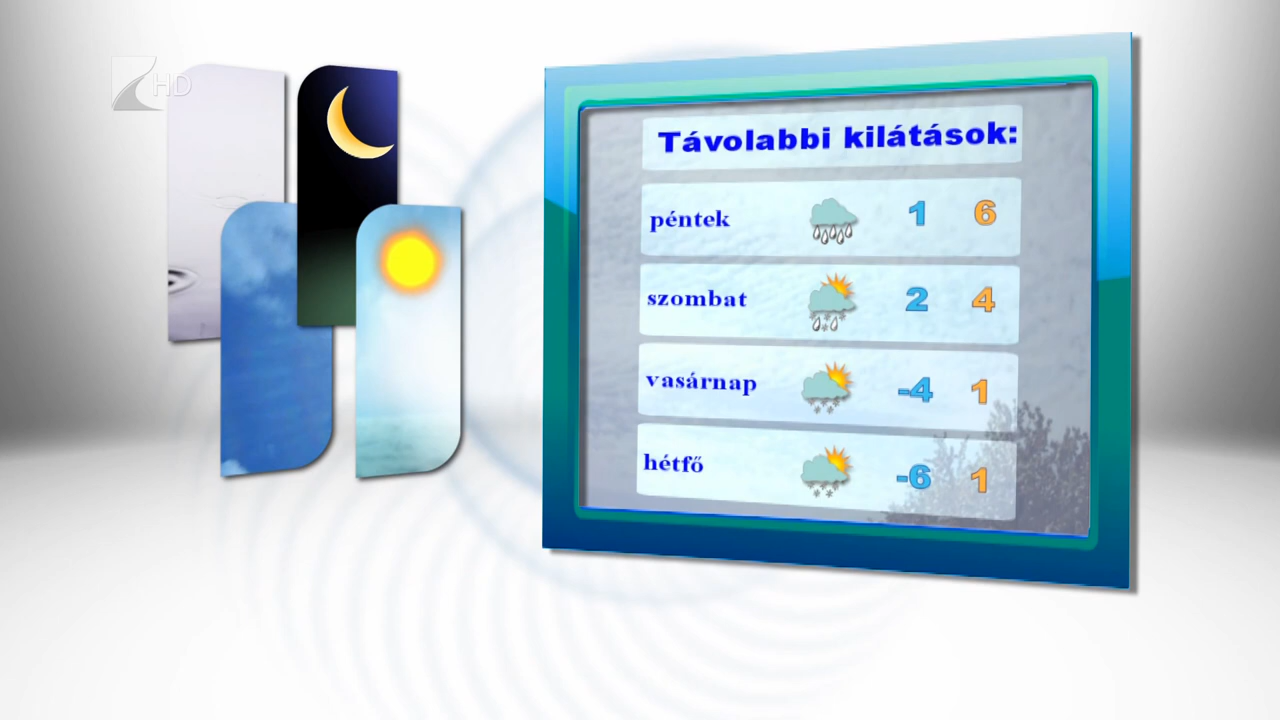 HD
Távolabbi kilátások:
péntek 1 6
szombat 2 4
vasárnap -4 1
hétfő -6 1